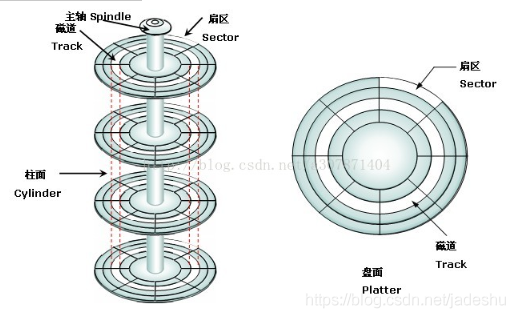 主轴 Spindle
磁道
Track
扇区
Sector
柱面
Cylinder
扇区
Sector
磁道
Track
盘面
Platter
https://blog.csdn.net/jadeshu